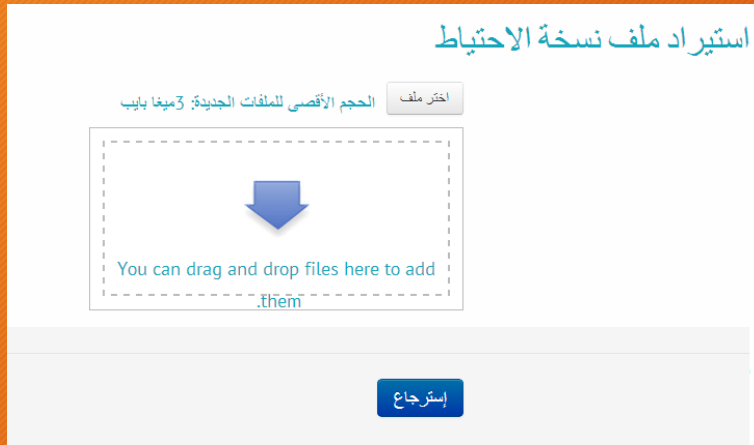 استيراد ملف نسخة الاحتياط
اختر ملف
الحجم الأقصى للملفات الجديدة: 3ميغا بايب
You can drag and drop files here to add
.them
إسترجاع